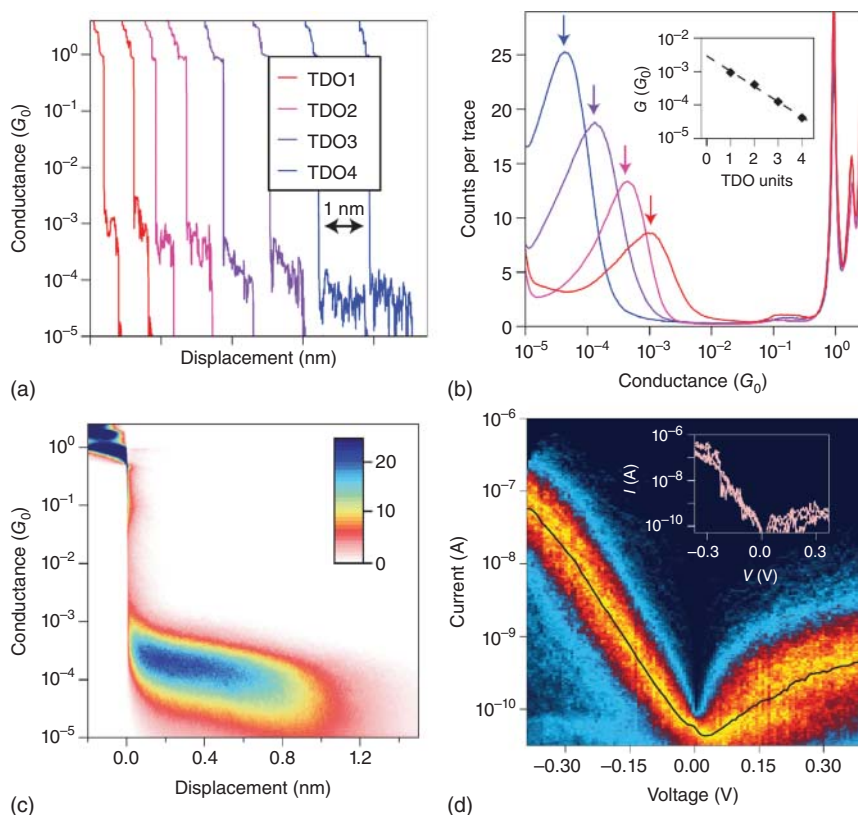 10⁰
10⁻¹
10⁻²
10⁻³
10⁻⁴
10⁻⁵
Conductance (G₀)
TDO1
TDO2
TDO3
TDO4
1 nm
Displacement (nm)
(a)
25
20
15
10
5
0
Counts per trace
10⁻⁵ 10⁻⁴ 10⁻³ 10⁻² 10⁻¹ 10⁰
Conductance (G₀)
10⁻²
10⁻³
10⁻⁴
10⁻⁵
G (G₀)
0 1 2 3 4
TDO units
(b)
10⁰
10⁻¹
10⁻²
10⁻³
10⁻⁴
10⁻⁵
Conductance (G₀)
20
10
0
0.0 0.4 0.8 1.2
Displacement (nm)
(c)
10⁻⁶
10⁻⁷
10⁻⁸
10⁻⁹
10⁻¹⁰
Current (A)
10⁻⁶
10⁻⁸
10⁻¹⁰
I (A)
−0.3 0.0 0.3
V (V)
−0.30 −0.15 0.00 0.15 0.30
Voltage (V)
(d)